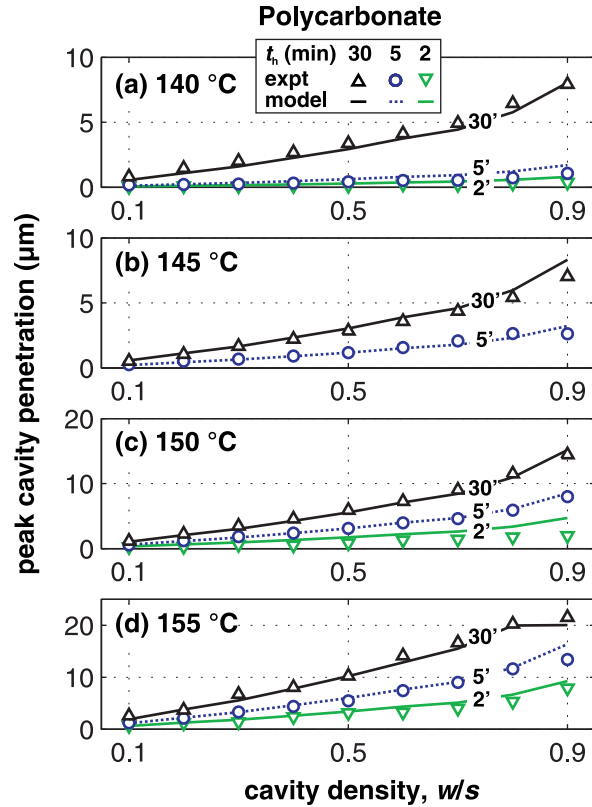 Polycarbonate
tₕ (min) 30 5 2
expt
model
(a) 140 °C
10
5
0
30'
5'
2'
0.1 0.5 0.9
(b) 145 °C
10
5
0
30'
5'
0.1 0.5 0.9
(c) 150 °C
20
10
0
30'
5'
2'
0.1 0.5 0.9
(d) 155 °C
20
10
0
30'
5'
2'
0.1 0.5 0.9
peak cavity penetration (μm)
cavity density, w/s